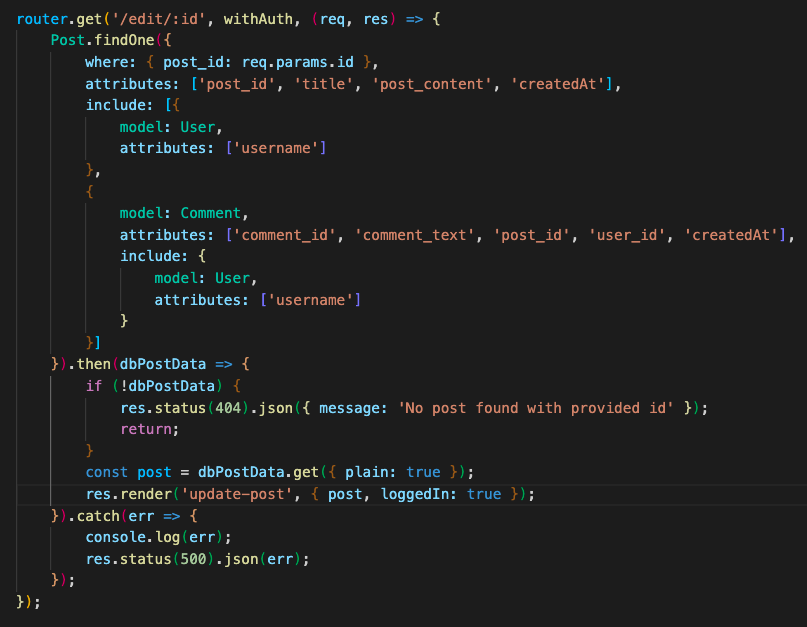 router.get('/edit/:id', withAuth, (req, res) => {
    Post.findOne({
        where: { post_id: req.params.id },
        attributes: ['post_id', 'title', 'post_content', 'createdAt'],
        include: [{
            model: User,
            attributes: ['username']
        },
        {
            model: Comment,
            attributes: ['comment_id', 'comment_text', 'post_id', 'user_id', 'createdAt'],
            include: {
                model: User,
                attributes: ['username']
            }
        }]
    }).then(dbPostData => {
        if (!dbPostData) {
            res.status(404).json({ message: 'No post found with provided id' });
            return;
        }
        const post = dbPostData.get({ plain: true });
        res.render('update-post', { post, loggedIn: true });
    }).catch(err => {
        console.log(err);
        res.status(500).json(err);
    });
});